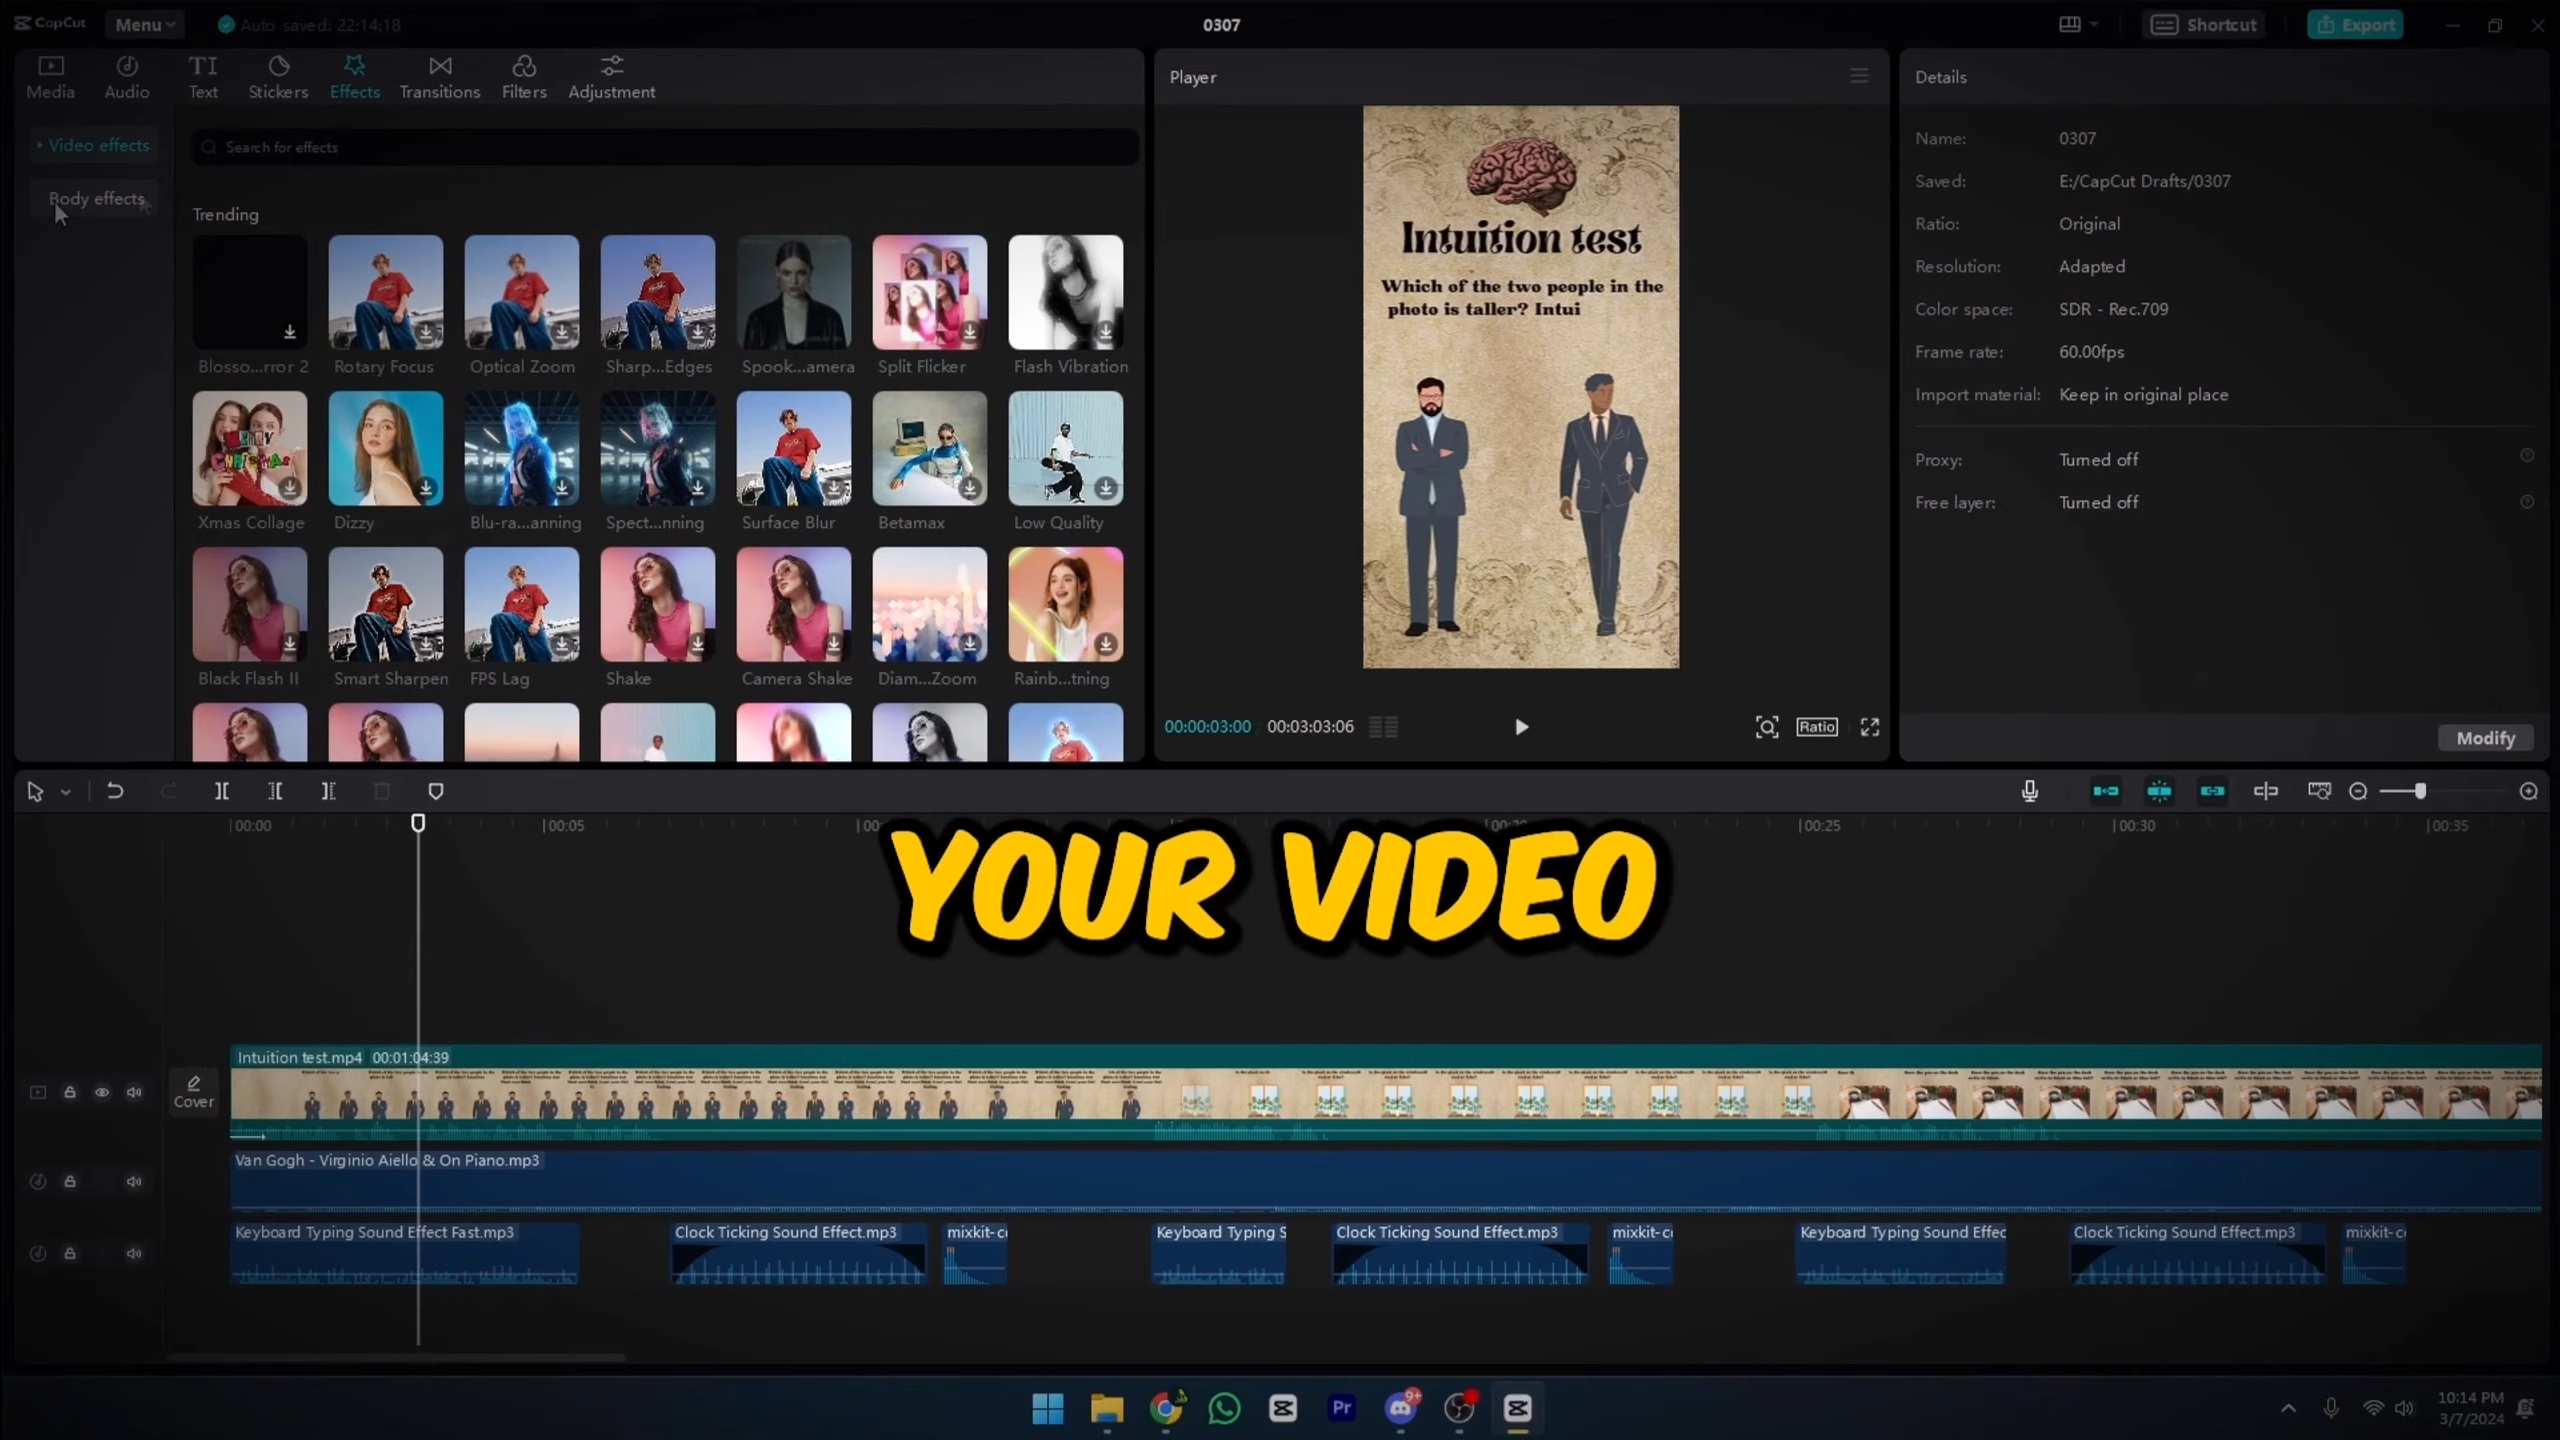 CapCut
Menu
Auto saved: 22:14:18
0307
Shortcut
Export
Media
Audio
TI
Text
Stickers
Effects
Transitions
Filters
Adjustment
Video effects
Body effects
Search for effects
Trending
Blosso...rror 2
Rotary Focus
Optical Zoom
Sharp...Edges
Spook...amera
Split Flicker
Flash Vibration
Xmas Collage
Dizzy
Blu-ra...anning
Spect...nning
Surface Blur
Betamax
Low Quality
Black Flash II
Smart Sharpen
FPS Lag
Shake
Camera Shake
Diam...Zoom
Rainb...tning
Player
Intuition test
Which of the two people in the
photo is taller? Intui
00:00:03:00
00:03:03:06
Ratio
Details
Name: 0307
Saved: E:/CapCut Drafts/0307
Ratio: Original
Resolution: Adapted
Color space: SDR - Rec.709
Frame rate: 60.00fps
Import material: Keep in original place
Proxy: Turned off
Free layer: Turned off
Modify
00:00
00:05
00:25
00:30
00:35
YOUR VIDEO
Cover
Intuition test.mp4 00:01:04:39
Van Gogh - Virginio Aiello & On Piano.mp3
Keyboard Typing Sound Effect Fast.mp3
Clock Ticking Sound Effect.mp3
mixkit-c
Keyboard Typing S
Clock Ticking Sound Effect.mp3
mixkit-c
Keyboard Typing Sound Effec
Clock Ticking Sound Effect.mp3
mixkit-c
Pr
9+
10:14 PM
3/7/2024